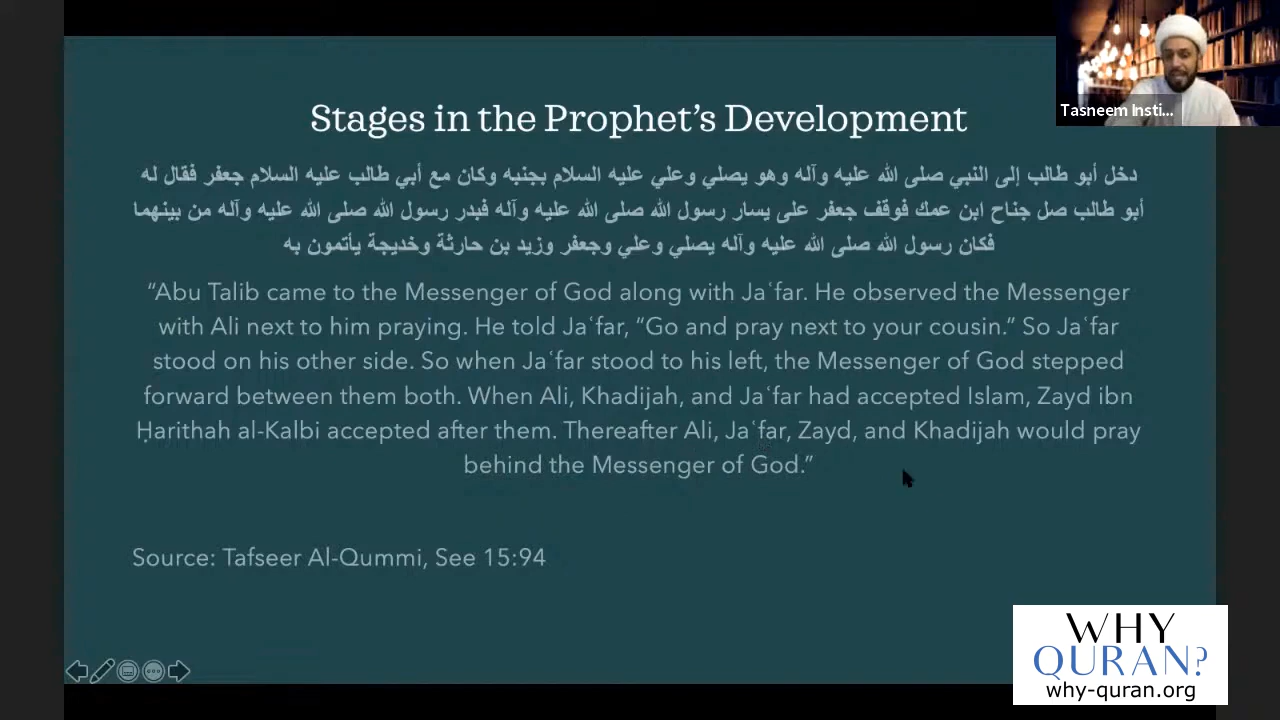 Tasneem Insti...
Stages in the Prophet's Development
دخل أبو طالب إلى النبي صلى الله عليه وآله وهو يصلي وعلي عليه السلام بجنبه وكان مع أبي طالب عليه السلام جعفر فقال له
أبو طالب صل جناح ابن عمك فوقف جعفر على يسار رسول الله صلى الله عليه وآله فبدر رسول الله صلى الله عليه وآله من بينهما
فكان رسول الله صلى الله عليه وآله يصلي وعلي وجعفر وزيد بن حارثة وخديجة يأتمون به
“Abu Talib came to the Messenger of God along with Jaʿfar. He observed the Messenger
with Ali next to him praying. He told Jaʿfar, “Go and pray next to your cousin.” So Jaʿfar
stood on his other side. So when Jaʿfar stood to his left, the Messenger of God stepped
forward between them both. When Ali, Khadijah, and Jaʿfar had accepted Islam, Zayd ibn
Ḥarithah al-Kalbi accepted after them. Thereafter Ali, Jaʿfar, Zayd, and Khadijah would pray
behind the Messenger of God.”
Source: Tafseer Al-Qummi, See 15:94
WHY
QURAN?
why-quran.org